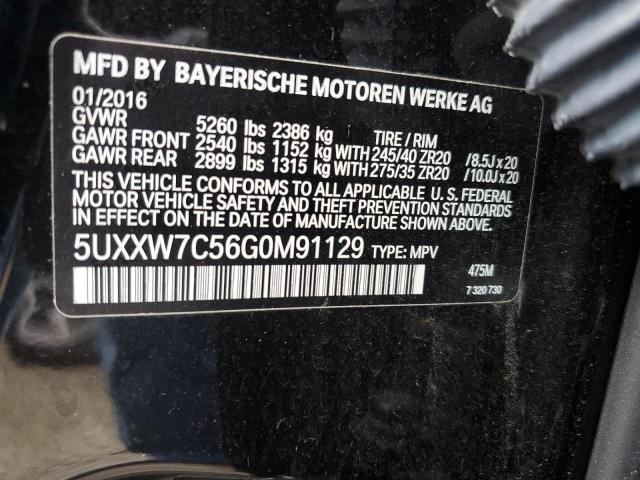 MFD BY BAYERISCHE MOTOREN WERKE AG
01/2016
GVWR 5260 lbs 2386 kg TIRE / RIM
GAWR FRONT 2540 lbs 1152 kg WITH 245/40 ZR20 /8.5J x 20
GAWR REAR 2899 lbs 1315 kg WITH 275/35 ZR20 /10.0J x 20
THIS VEHICLE CONFORMS TO ALL APPLICABLE U. S. FEDERAL
MOTOR VEHICLE SAFETY AND THEFT PREVENTION STANDARDS
IN EFFECT ON THE DATE OF MANUFACTURE SHOWN ABOVE.
5UXXW7C56G0M91129 TYPE: MPV
475M
7 320 730